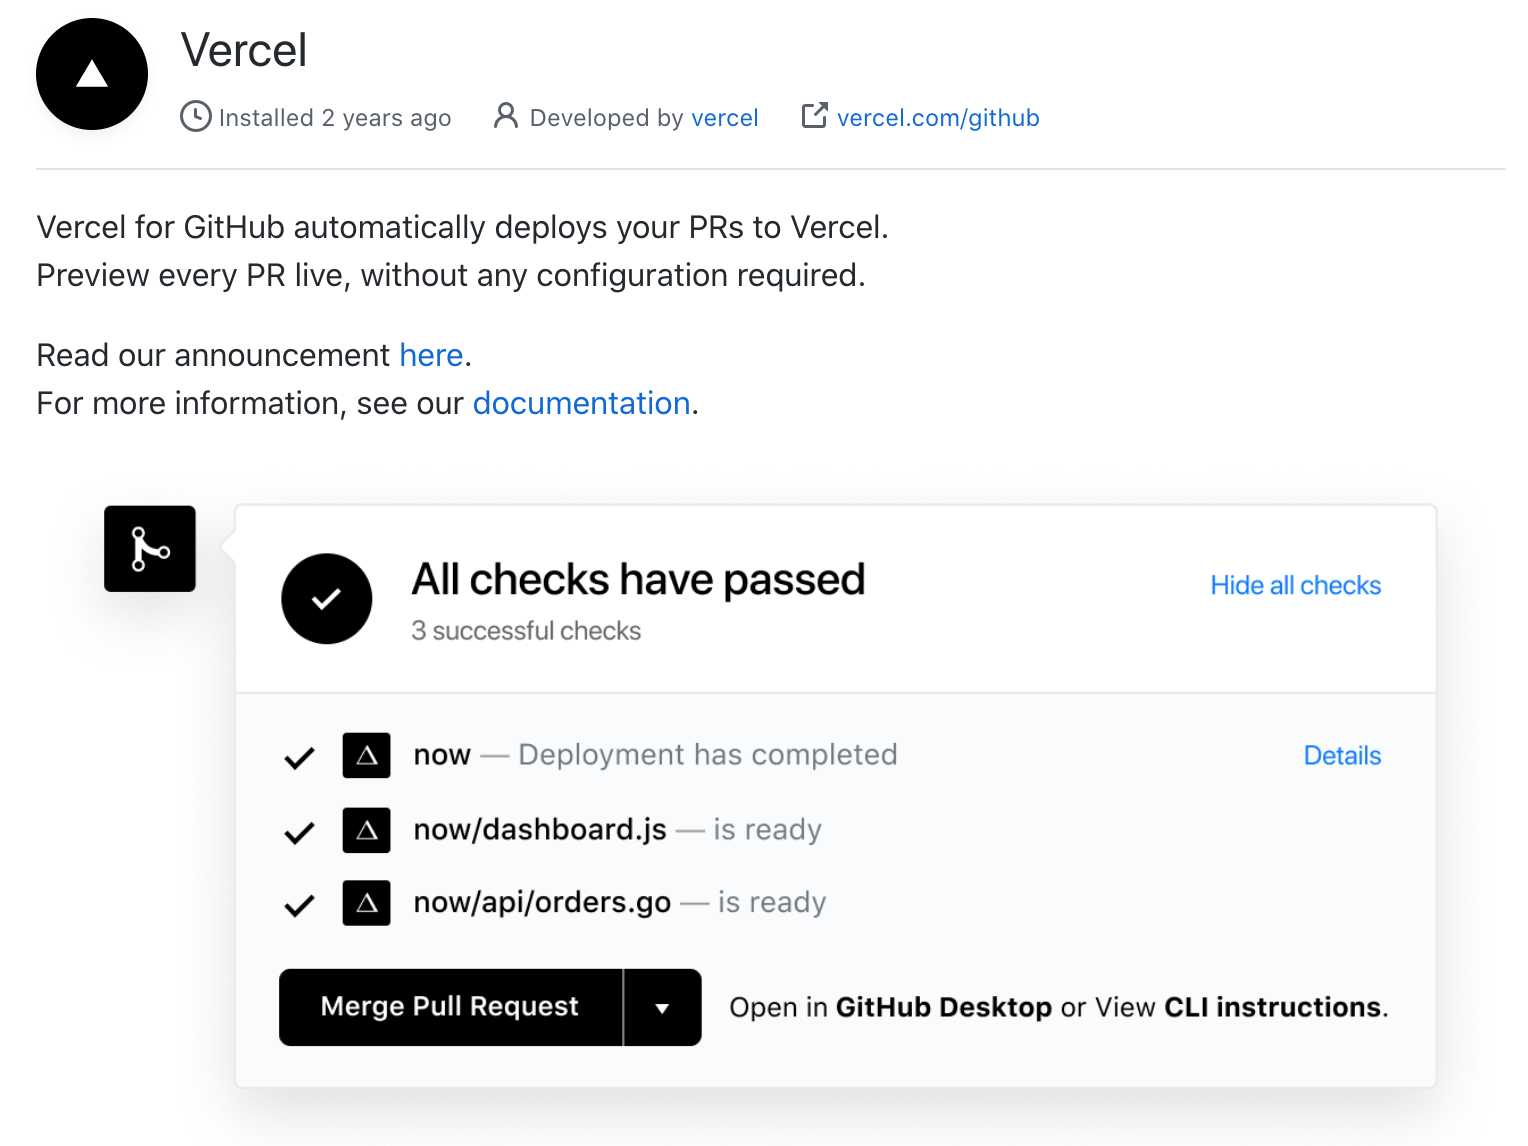 Vercel
Installed 2 years ago Developed by vercel vercel.com/github
Vercel for GitHub automatically deploys your PRs to Vercel.
Preview every PR live, without any configuration required.
Read our announcement here.
For more information, see our documentation.
All checks have passed
Hide all checks
3 successful checks
now — Deployment has completed Details
now/dashboard.js — is ready
now/api/orders.go — is ready
Merge Pull Request Open in GitHub Desktop or View CLI instructions.